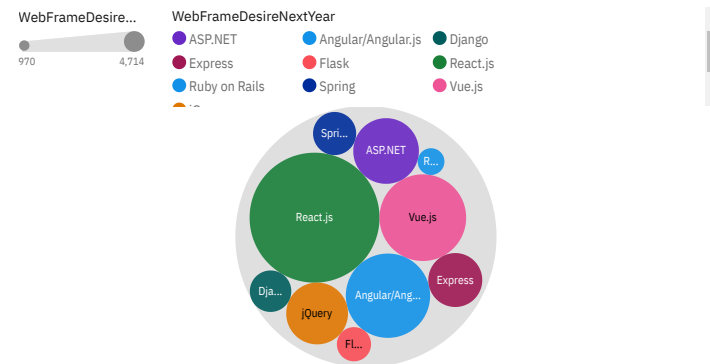 WebFrameDesire...
970 4,714
WebFrameDesireNextYear
ASP.NET Angular/Angular.js Django
Express Flask React.js
Ruby on Rails Spring Vue.js
jQuery
Spri...
ASP.NET
R...
React.js
Vue.js
Dja...
jQuery
Angular/Ang...
Express
Fl...